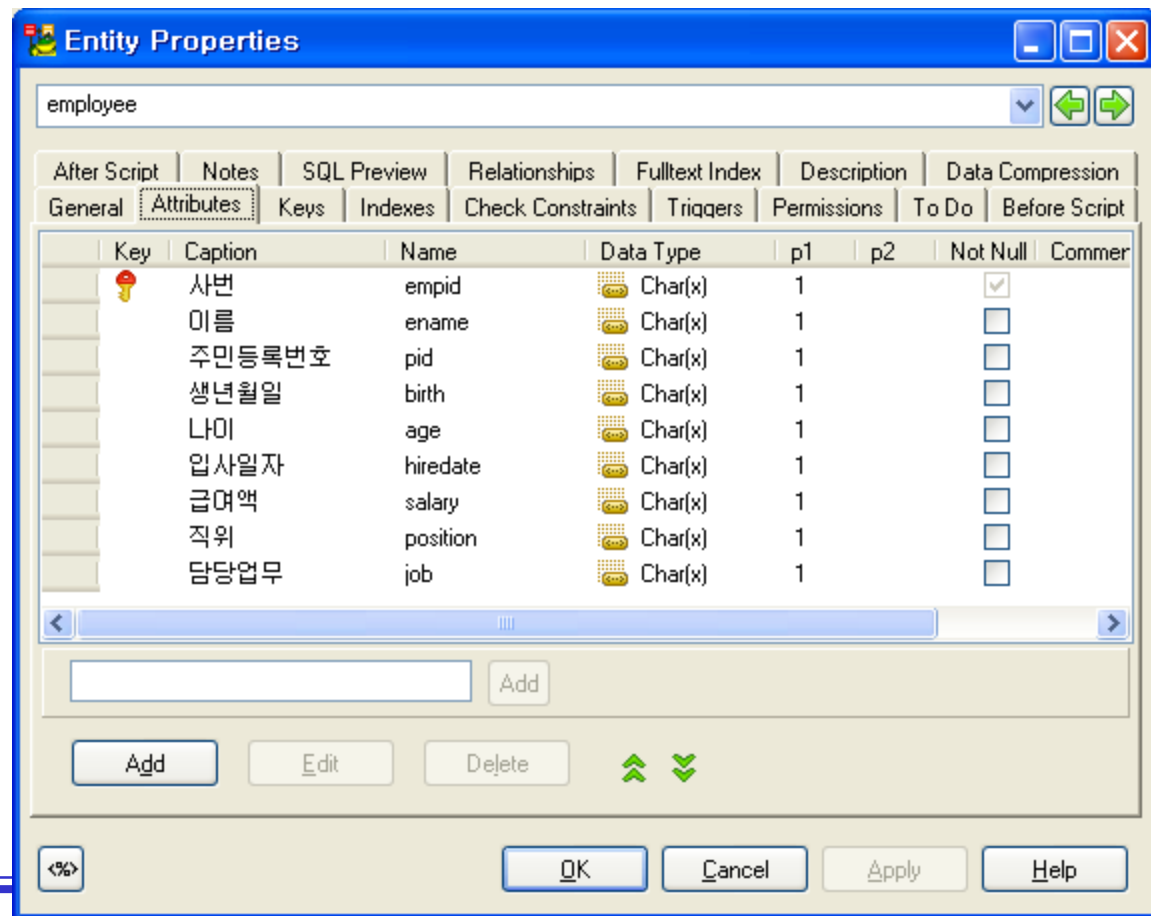 Entity Properties
employee
After Script Notes SQL Preview Relationships Fulltext Index Description Data Compression
General Attributes Keys Indexes Check Constraints Triggers Permissions To Do Before Script
Key Caption Name Data Type p1 p2 Not Null Commer
사번 empid Char(x) 1
이름 ename Char(x) 1
주민등록번호 pid Char(x) 1
생년월일 birth Char(x) 1
나이 age Char(x) 1
입사일자 hiredate Char(x) 1
급여액 salary Char(x) 1
직위 position Char(x) 1
담당업무 job Char(x) 1
Add
Add Edit Delete
<%> OK Cancel Apply Help